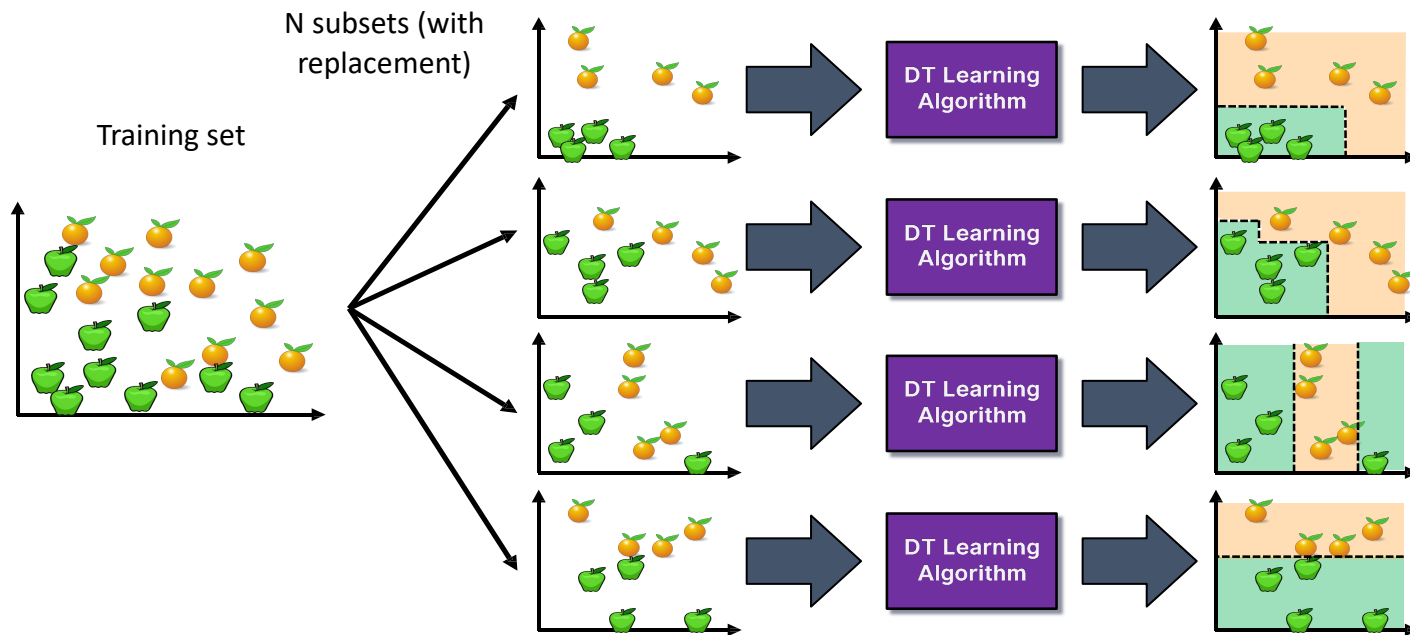 N subsets (with
replacement)
Training set
DT Learning
Algorithm
DT Learning
Algorithm
DT Learning
Algorithm
DT Learning
Algorithm